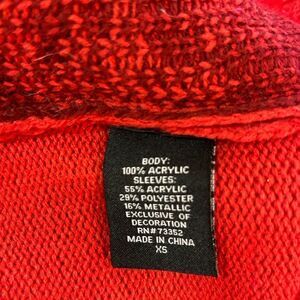 BODY:
100% ACRYLIC
SLEEVES:
55% ACRYLIC
29% POLYESTER
16% METALLIC
EXCLUSIVE OF
DECORATION
RN# 73352
MADE IN CHINA
XS